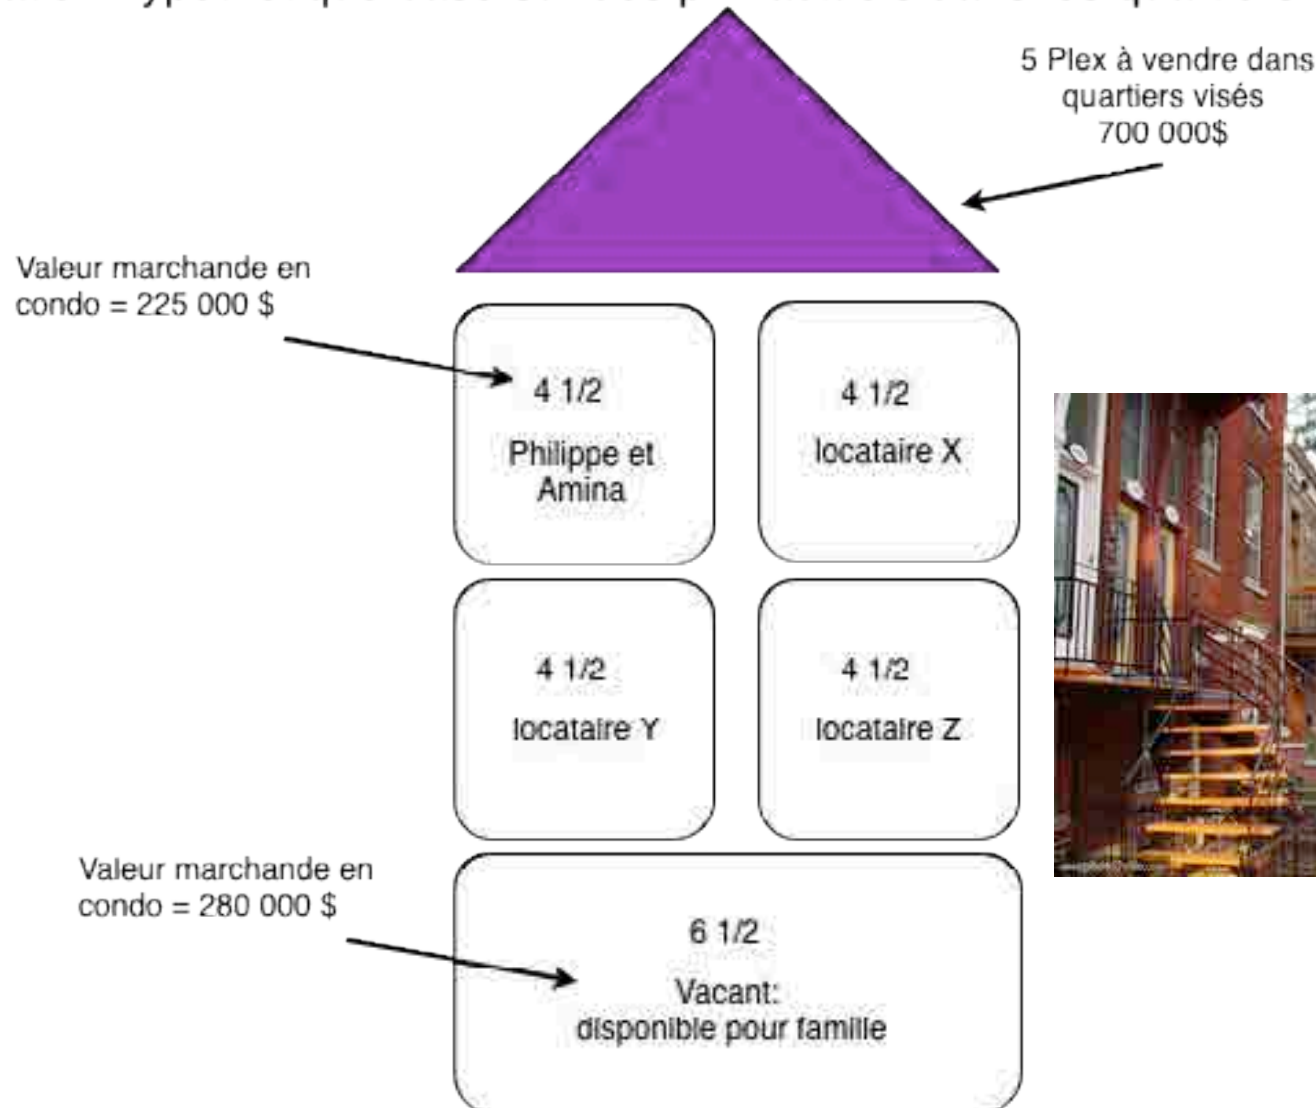 5 Plex à vendre dans
quartiers visés
700 000$
Valeur marchande en
condo = 225 000 $
4 1/2
Philippe et
Amina
4 1/2
locataire X
4 1/2
locataire Y
4 1/2
locataire Z
Valeur marchande en
condo = 280 000 $
6 1/2
Vacant:
disponible pour famille